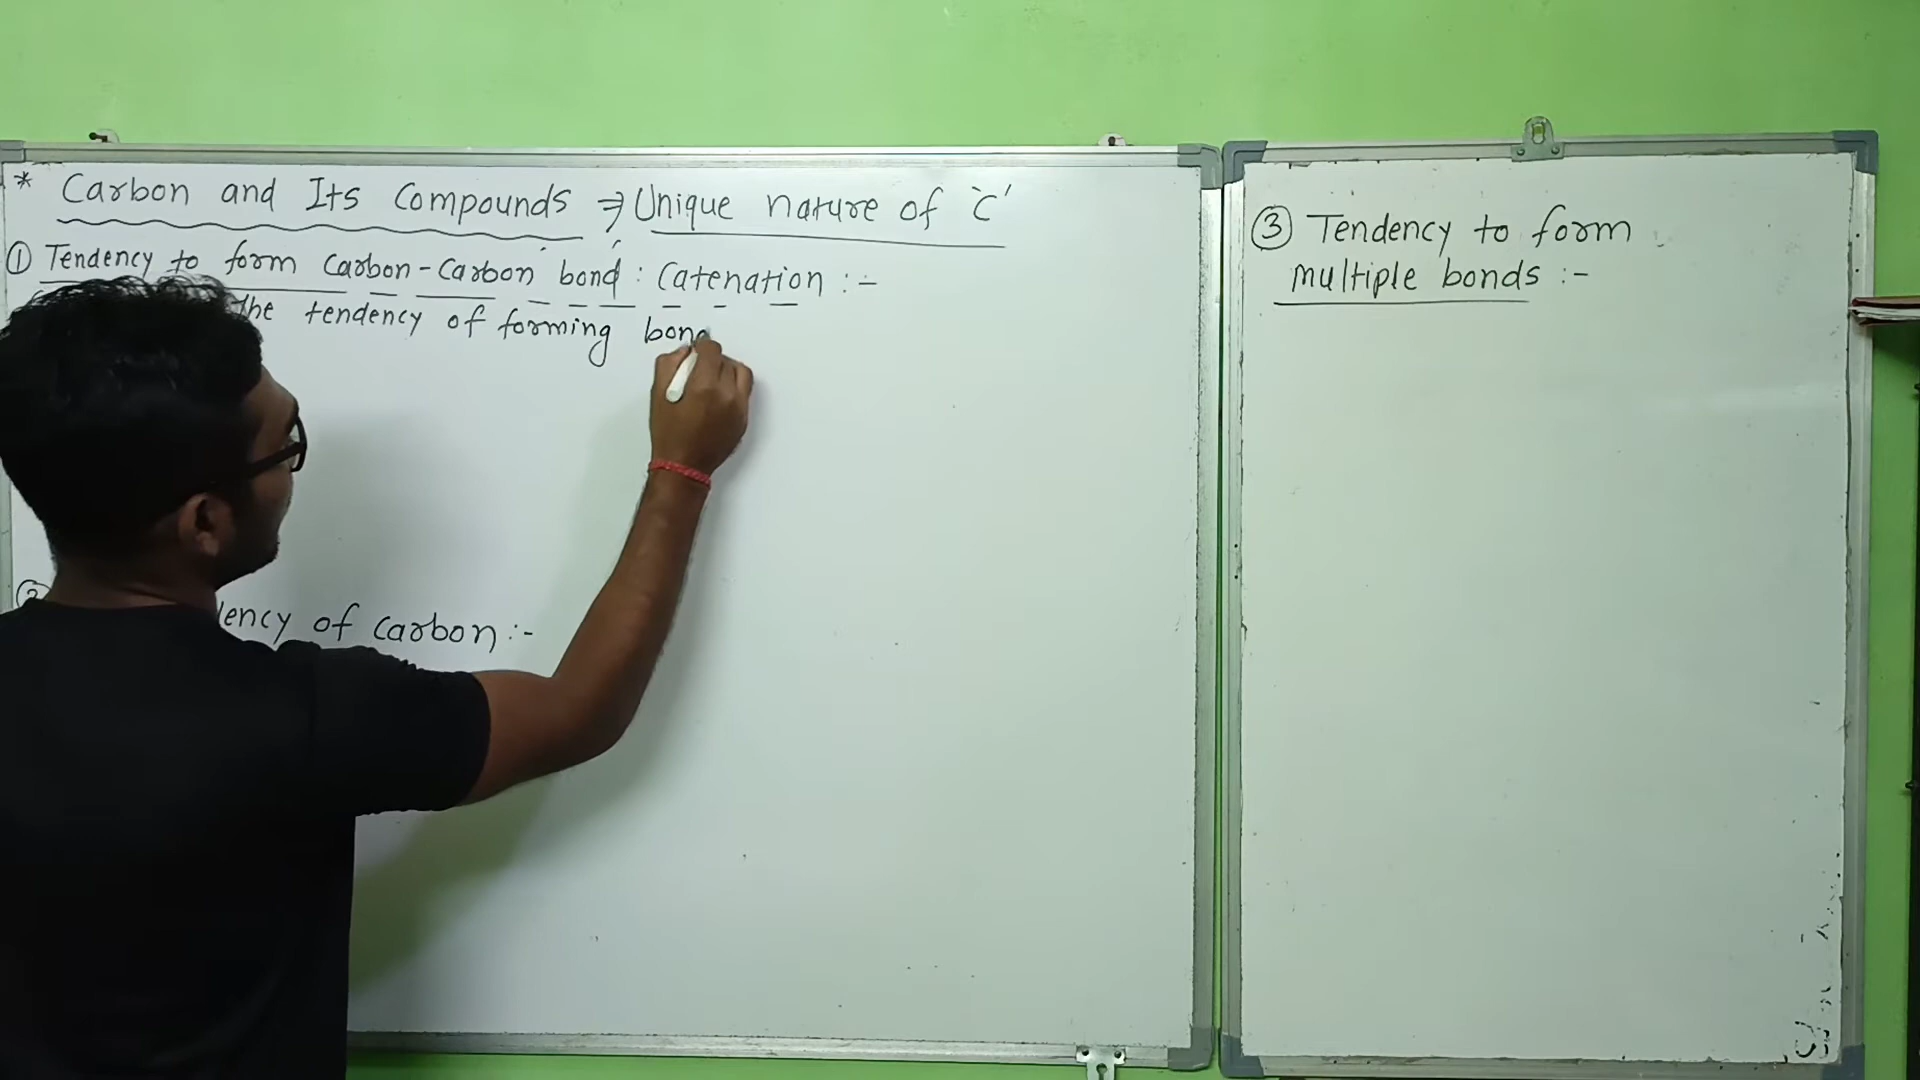 * Carbon and Its Compounds ⇒ Unique nature of 'C'
① Tendency to form Carbon-Carbon bond : Catenation :-
the tendency of forming bon
of carbon :-
③ Tendency to form
multiple bonds :-